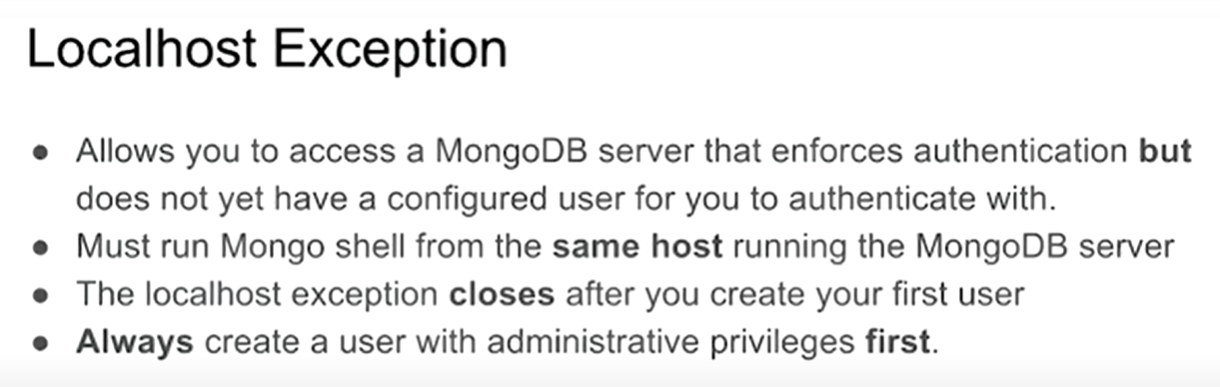 Localhost Exception
● Allows you to access a MongoDB server that enforces authentication but
does not yet have a configured user for you to authenticate with.
● Must run Mongo shell from the same host running the MongoDB server
● The localhost exception closes after you create your first user
● Always create a user with administrative privileges first.